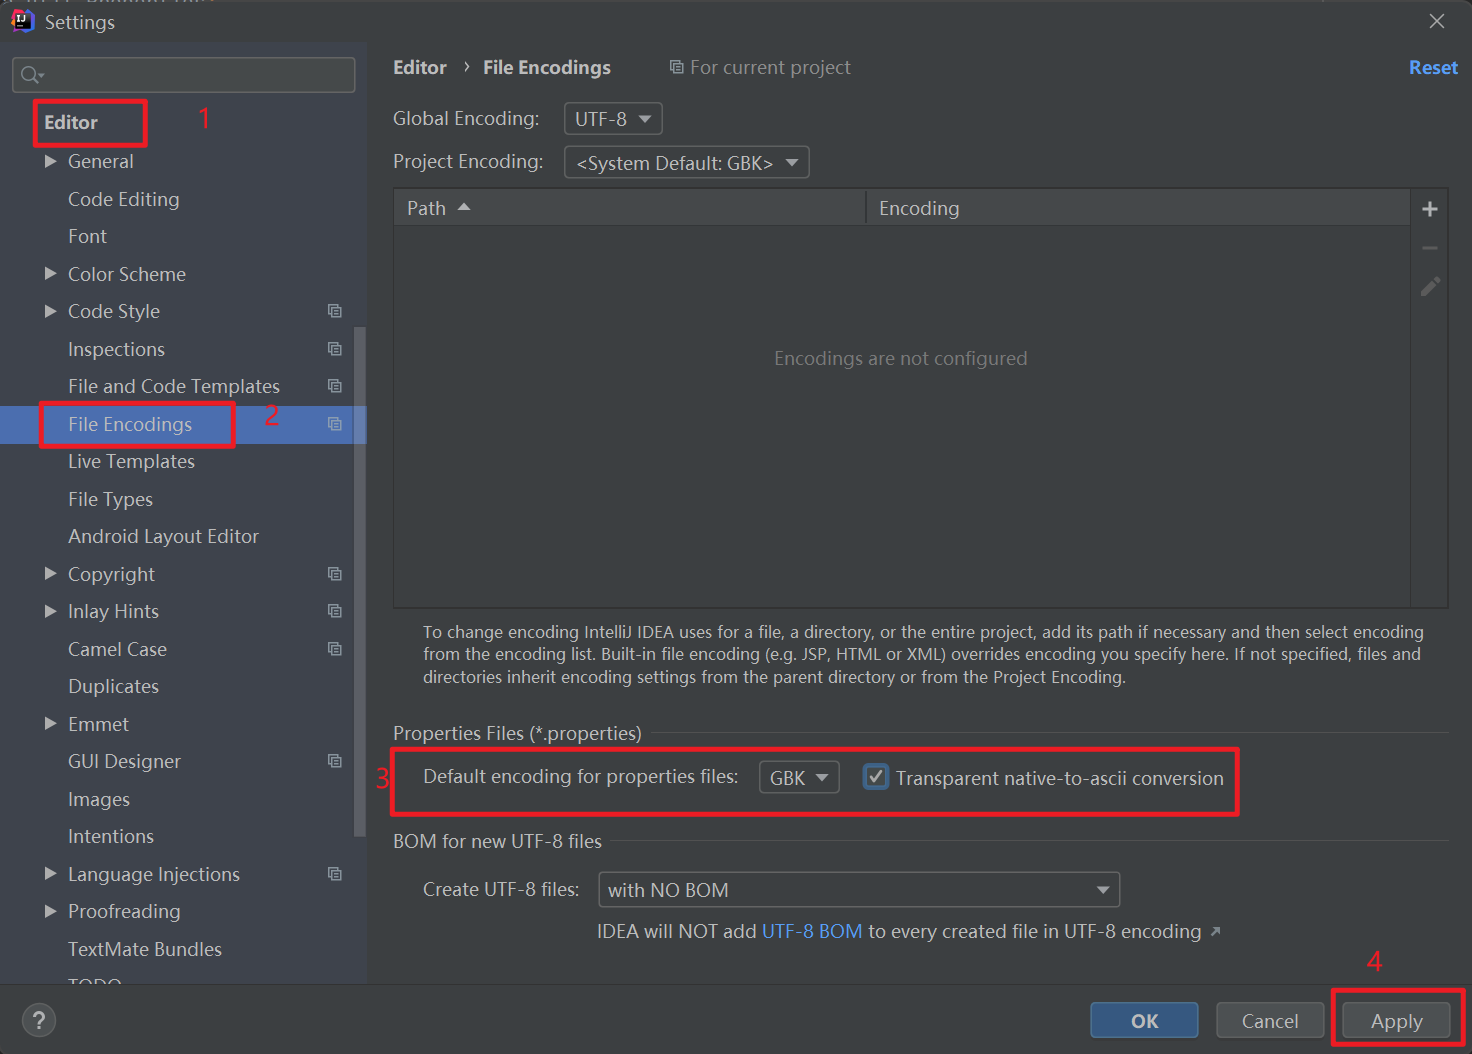 Settings
Editor 1
General
Code Editing
Font
Color Scheme
Code Style
Inspections
File and Code Templates
File Encodings 2
Live Templates
File Types
Android Layout Editor
Copyright
Inlay Hints
Camel Case
Duplicates
Emmet
GUI Designer
Images
Intentions
Language Injections
Proofreading
TextMate Bundles
TODO
Editor › File Encodings For current project Reset
Global Encoding: UTF-8
Project Encoding: <System Default: GBK>
Path Encoding
Encodings are not configured
To change encoding IntelliJ IDEA uses for a file, a directory, or the entire project, add its path if necessary and then select encoding
from the encoding list. Built-in file encoding (e.g. JSP, HTML or XML) overrides encoding you specify here. If not specified, files and
directories inherit encoding settings from the parent directory or from the Project Encoding.
Properties Files (*.properties)
3 Default encoding for properties files: GBK Transparent native-to-ascii conversion
BOM for new UTF-8 files
Create UTF-8 files: with NO BOM
IDEA will NOT add UTF-8 BOM to every created file in UTF-8 encoding ↗
4
? OK Cancel Apply